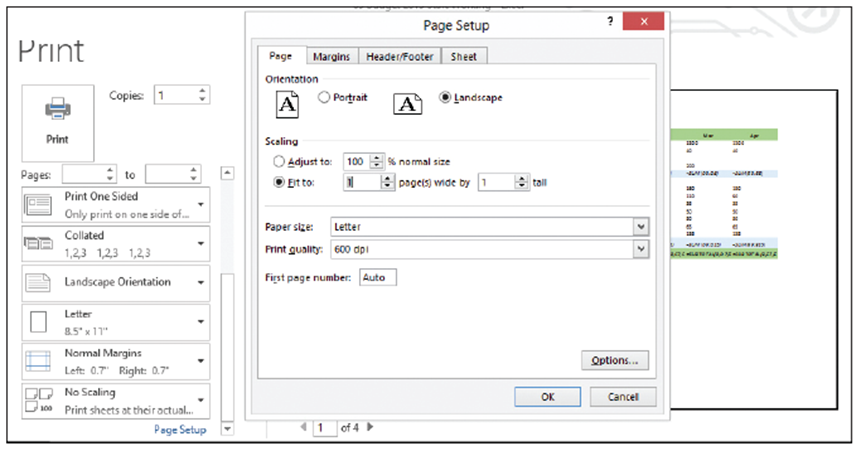 Print
Copies: 1
Print
Pages: to
Print One Sided
Only print on one side of...
Collated
1,2,3 1,2,3 1,2,3
Landscape Orientation
Letter
8.5" x 11"
Normal Margins
Left: 0.7" Right: 0.7"
No Scaling
100 Print sheets at their actual...
Page Setup
1 of 4
Page Setup
? x
Page Margins Header/Footer Sheet
Orientation
A Portrait A Landscape
Scaling
Adjust to: 100 % normal size
Fit to: 1 page(s) wide by 1 tall
Paper size: Letter
Print quality: 600 dpi
First page number: Auto
Options...
OK Cancel
Mar Apr